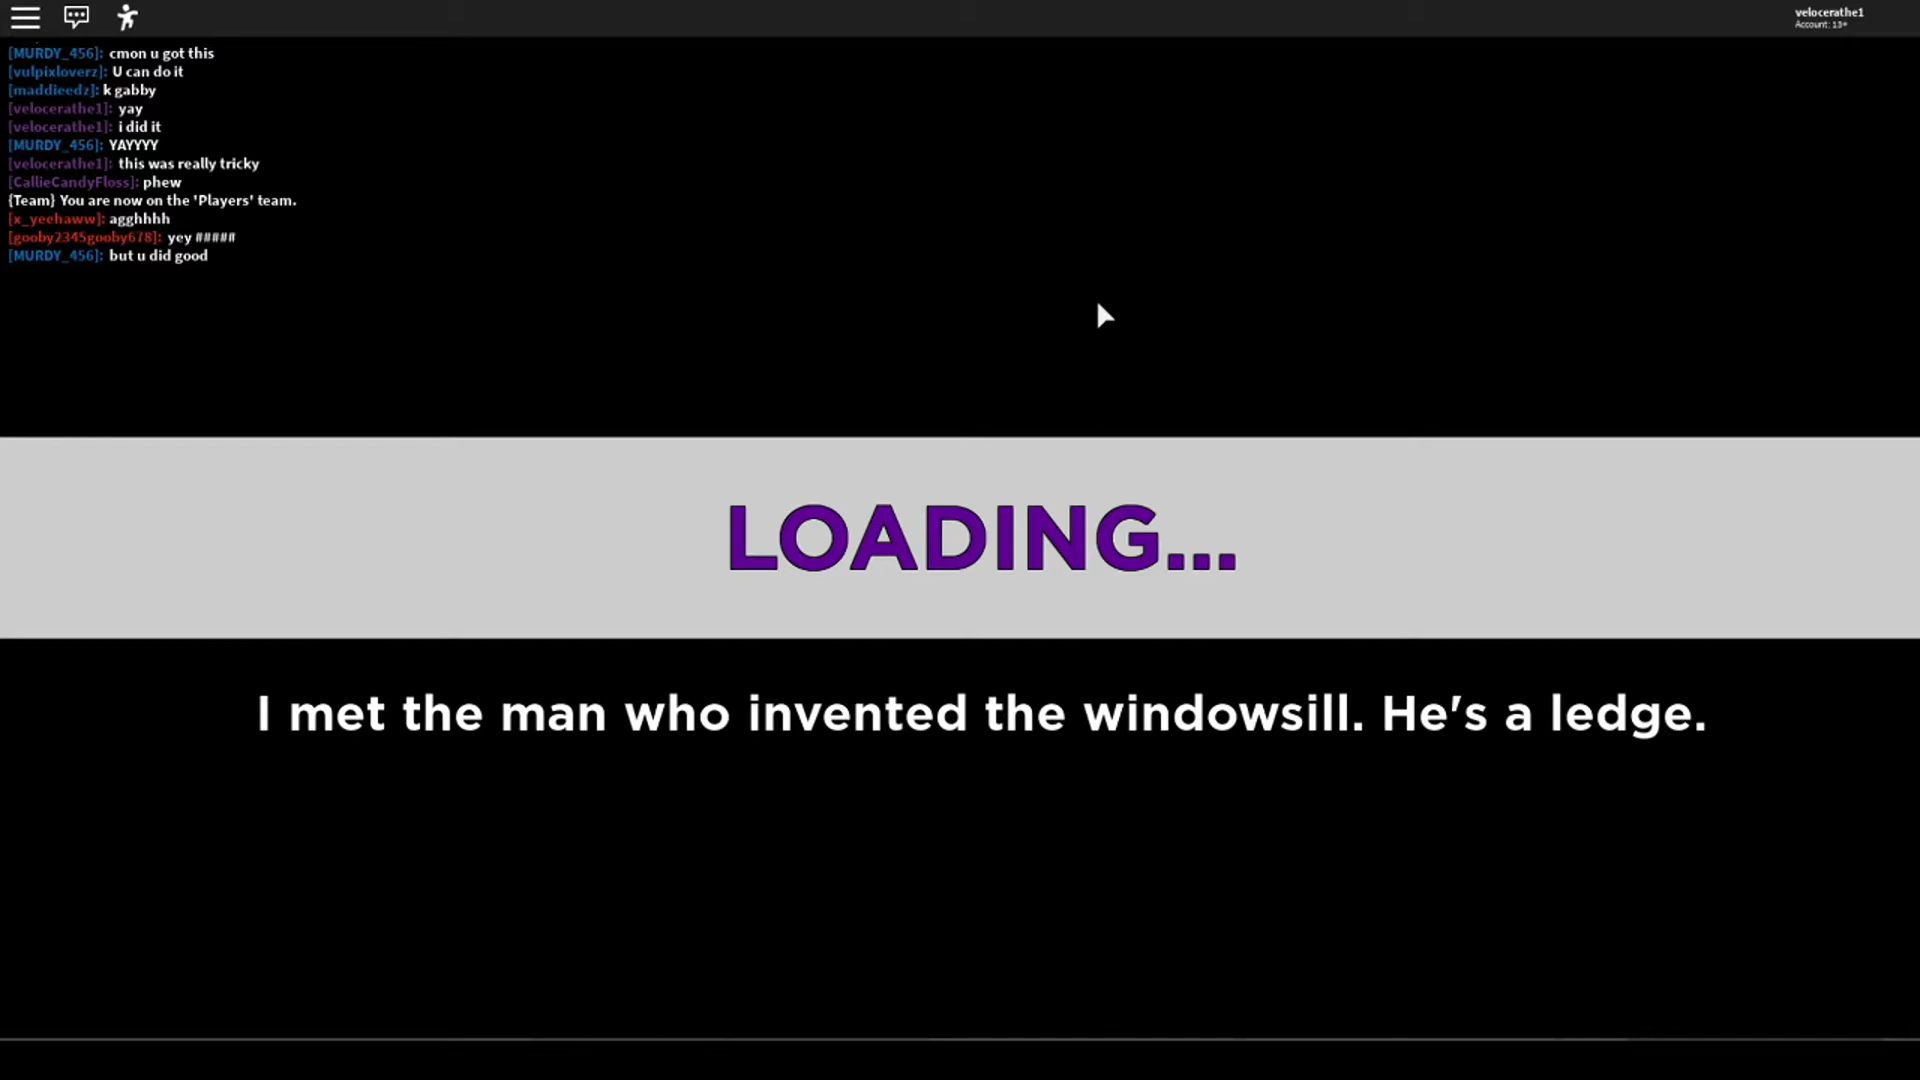 velocerathe1
Account: 13+
[MURDY_456]: cmon u got this
[vulpixloverz]: U can do it
[maddieedz]: k gabby
[velocerathe1]: yay
[velocerathe1]: i did it
[MURDY_456]: YAYYYY
[velocerathe1]: this was really tricky
[CallieCandyFloss]: phew
{Team} You are now on the 'Players' team.
[x_yeehaww]: agghhhh
[gooby2345gooby678]: yey #####
[MURDY_456]: but u did good
LOADING...
I met the man who invented the windowsill. He's a ledge.